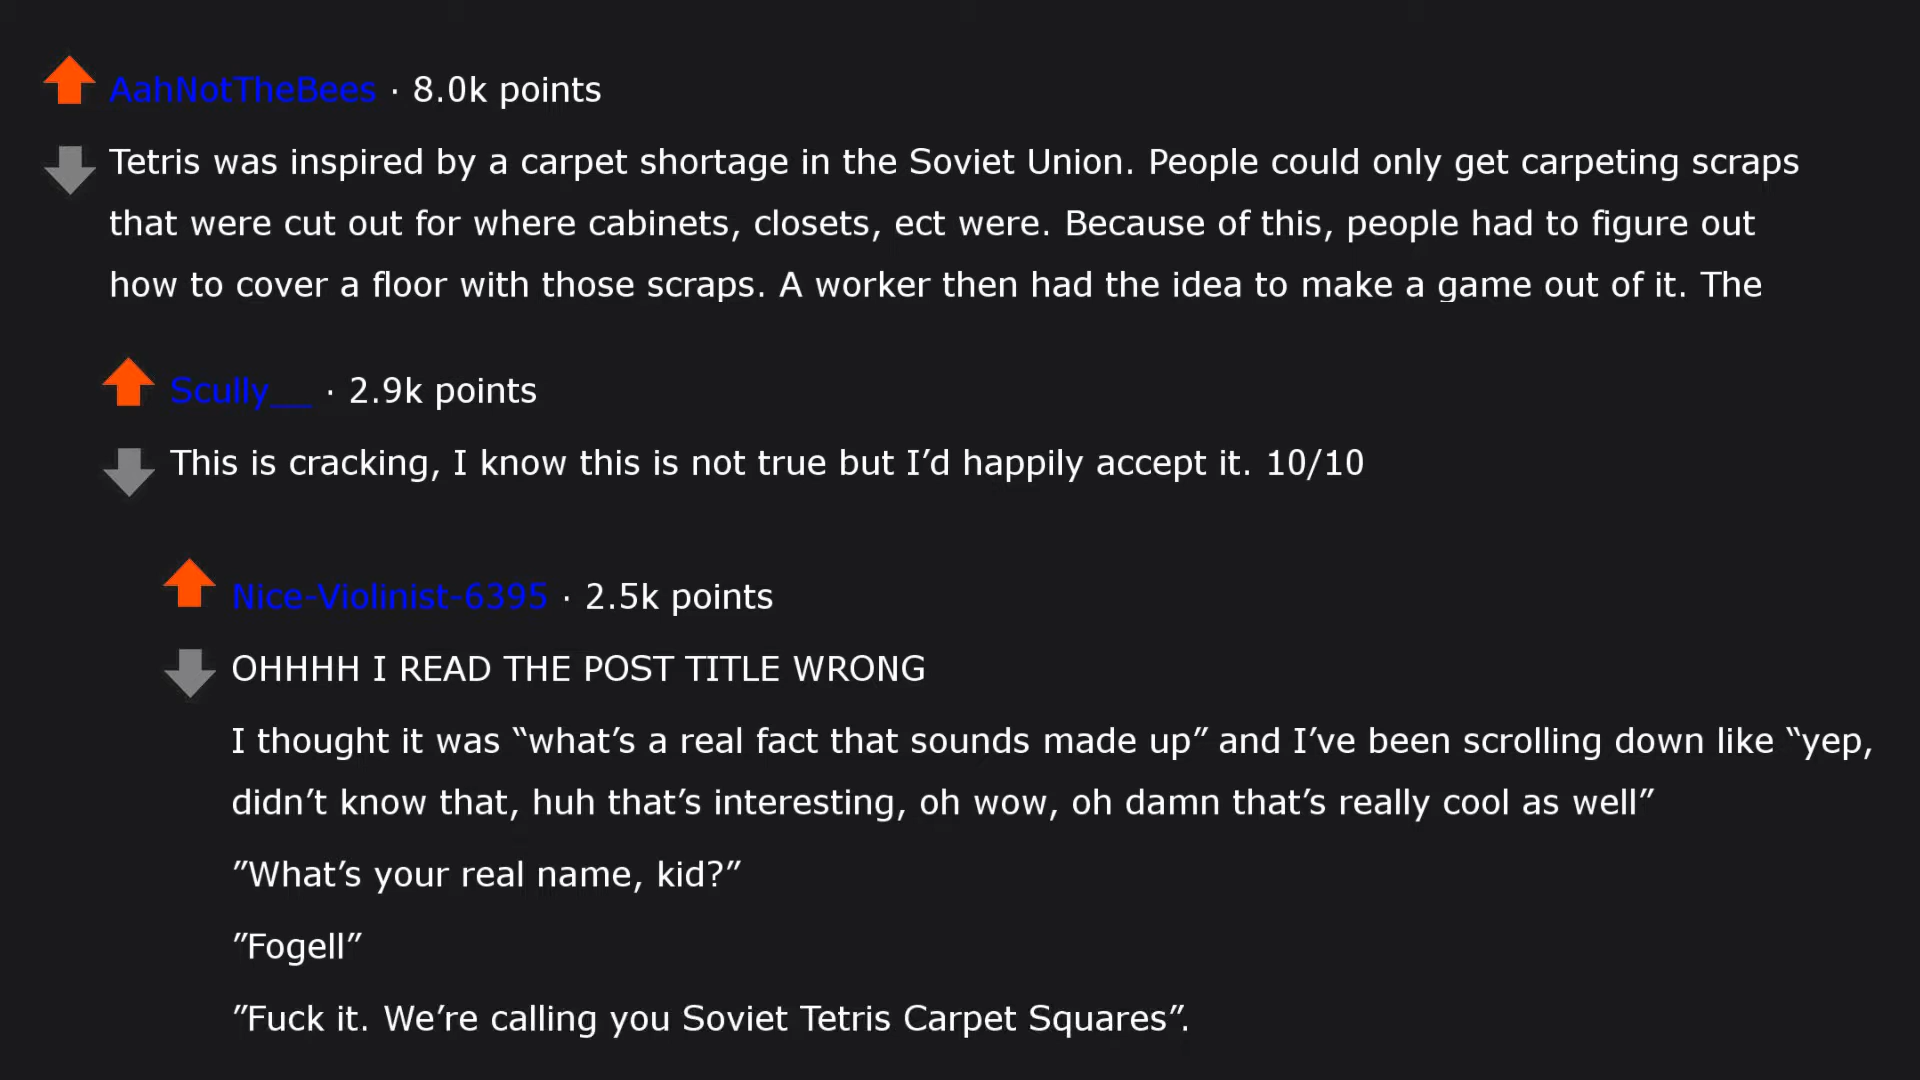 AahNotTheBees · 8.0k points
Tetris was inspired by a carpet shortage in the Soviet Union. People could only get carpeting scraps
that were cut out for where cabinets, closets, ect were. Because of this, people had to figure out
how to cover a floor with those scraps. A worker then had the idea to make a game out of it. The
Scully__ · 2.9k points
This is cracking, I know this is not true but I’d happily accept it. 10/10
Nice-Violinist-6395 · 2.5k points
OHHHH I READ THE POST TITLE WRONG
I thought it was “what’s a real fact that sounds made up” and I’ve been scrolling down like “yep,
didn’t know that, huh that’s interesting, oh wow, oh damn that’s really cool as well”
”What’s your real name, kid?”
”Fogell”
”Fuck it. We’re calling you Soviet Tetris Carpet Squares”.